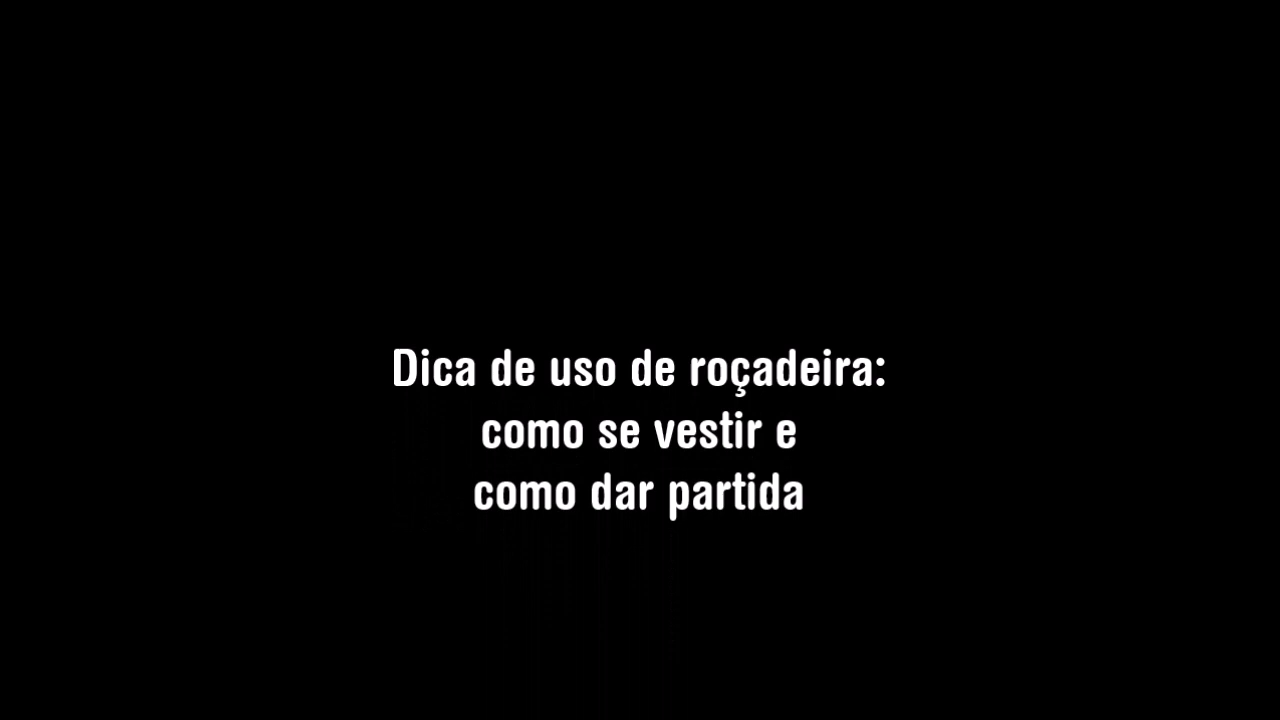 Dica de uso de roçadeira:
como se vestir e
como dar partida